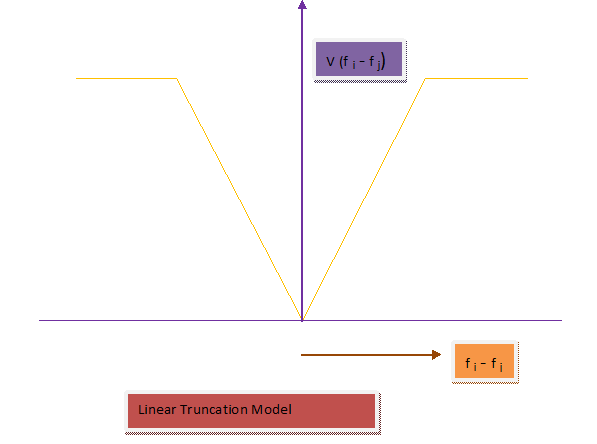 V (f i – f j)
f i – f j
Linear Truncation Model